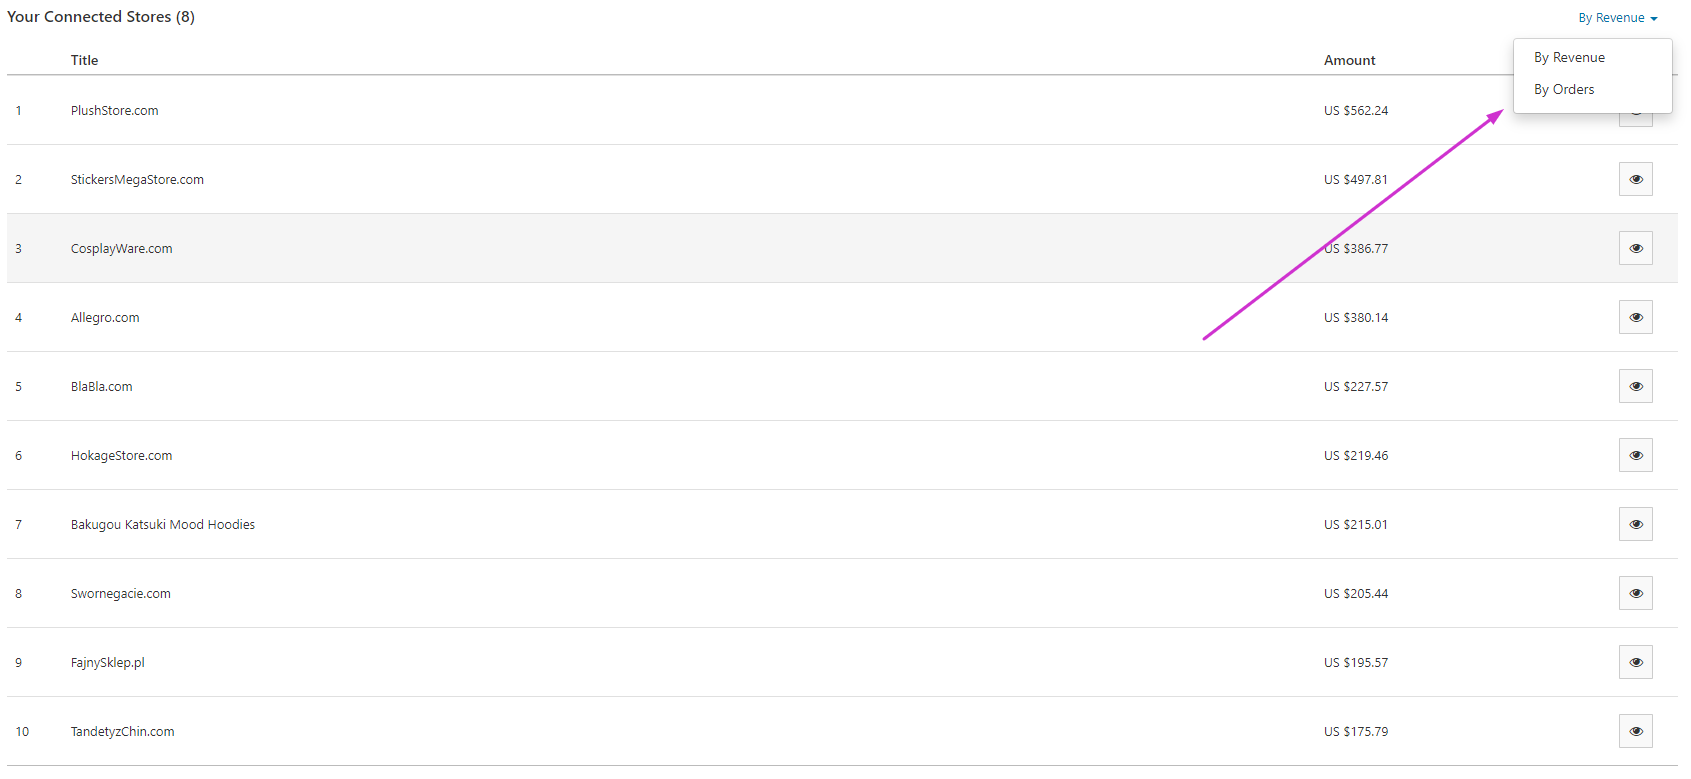 Your Connected Stores (8)
By Revenue
Title
Amount
By Revenue
By Orders
1 PlushStore.com US $562.24
2 StickersMegaStore.com US $497.81
3 CosplayWare.com US $386.77
4 Allegro.com US $380.14
5 BlaBla.com US $227.57
6 HokageStore.com US $219.46
7 Bakugou Katsuki Mood Hoodies US $215.01
8 Swornegacie.com US $205.44
9 FajnySklep.pl US $195.57
10 TandetyzChin.com US $175.79